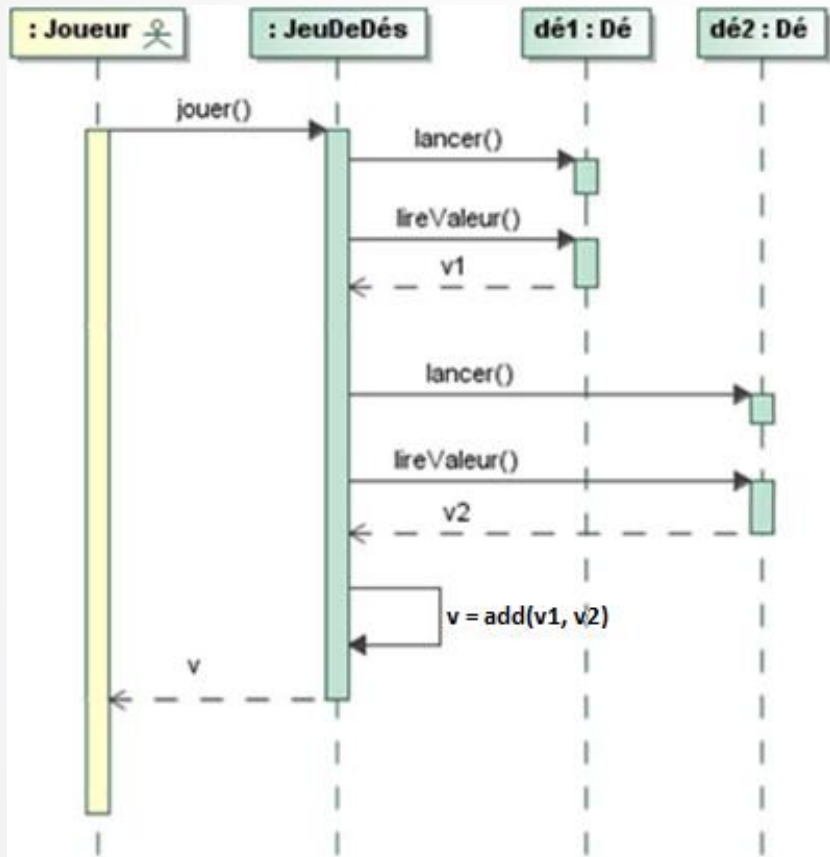 : Joueur
: JeuDeDés
dé1 : Dé
dé2 : Dé
jouer()
lancer()
lireValeur()
v1
lancer()
lireValeur()
v2
v = add(v1, v2)
v